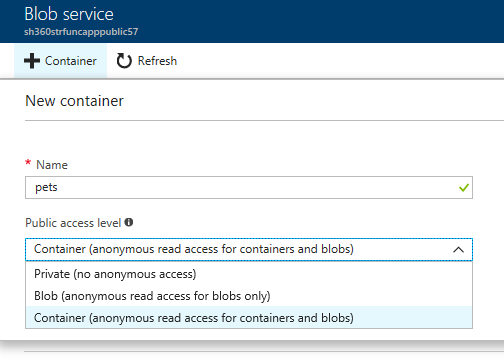 Blob service
sh360strfuncapppublic57
Container Refresh
New container
* Name
pets
Public access level
Container (anonymous read access for containers and blobs)
Private (no anonymous access)
Blob (anonymous read access for blobs only)
Container (anonymous read access for containers and blobs)